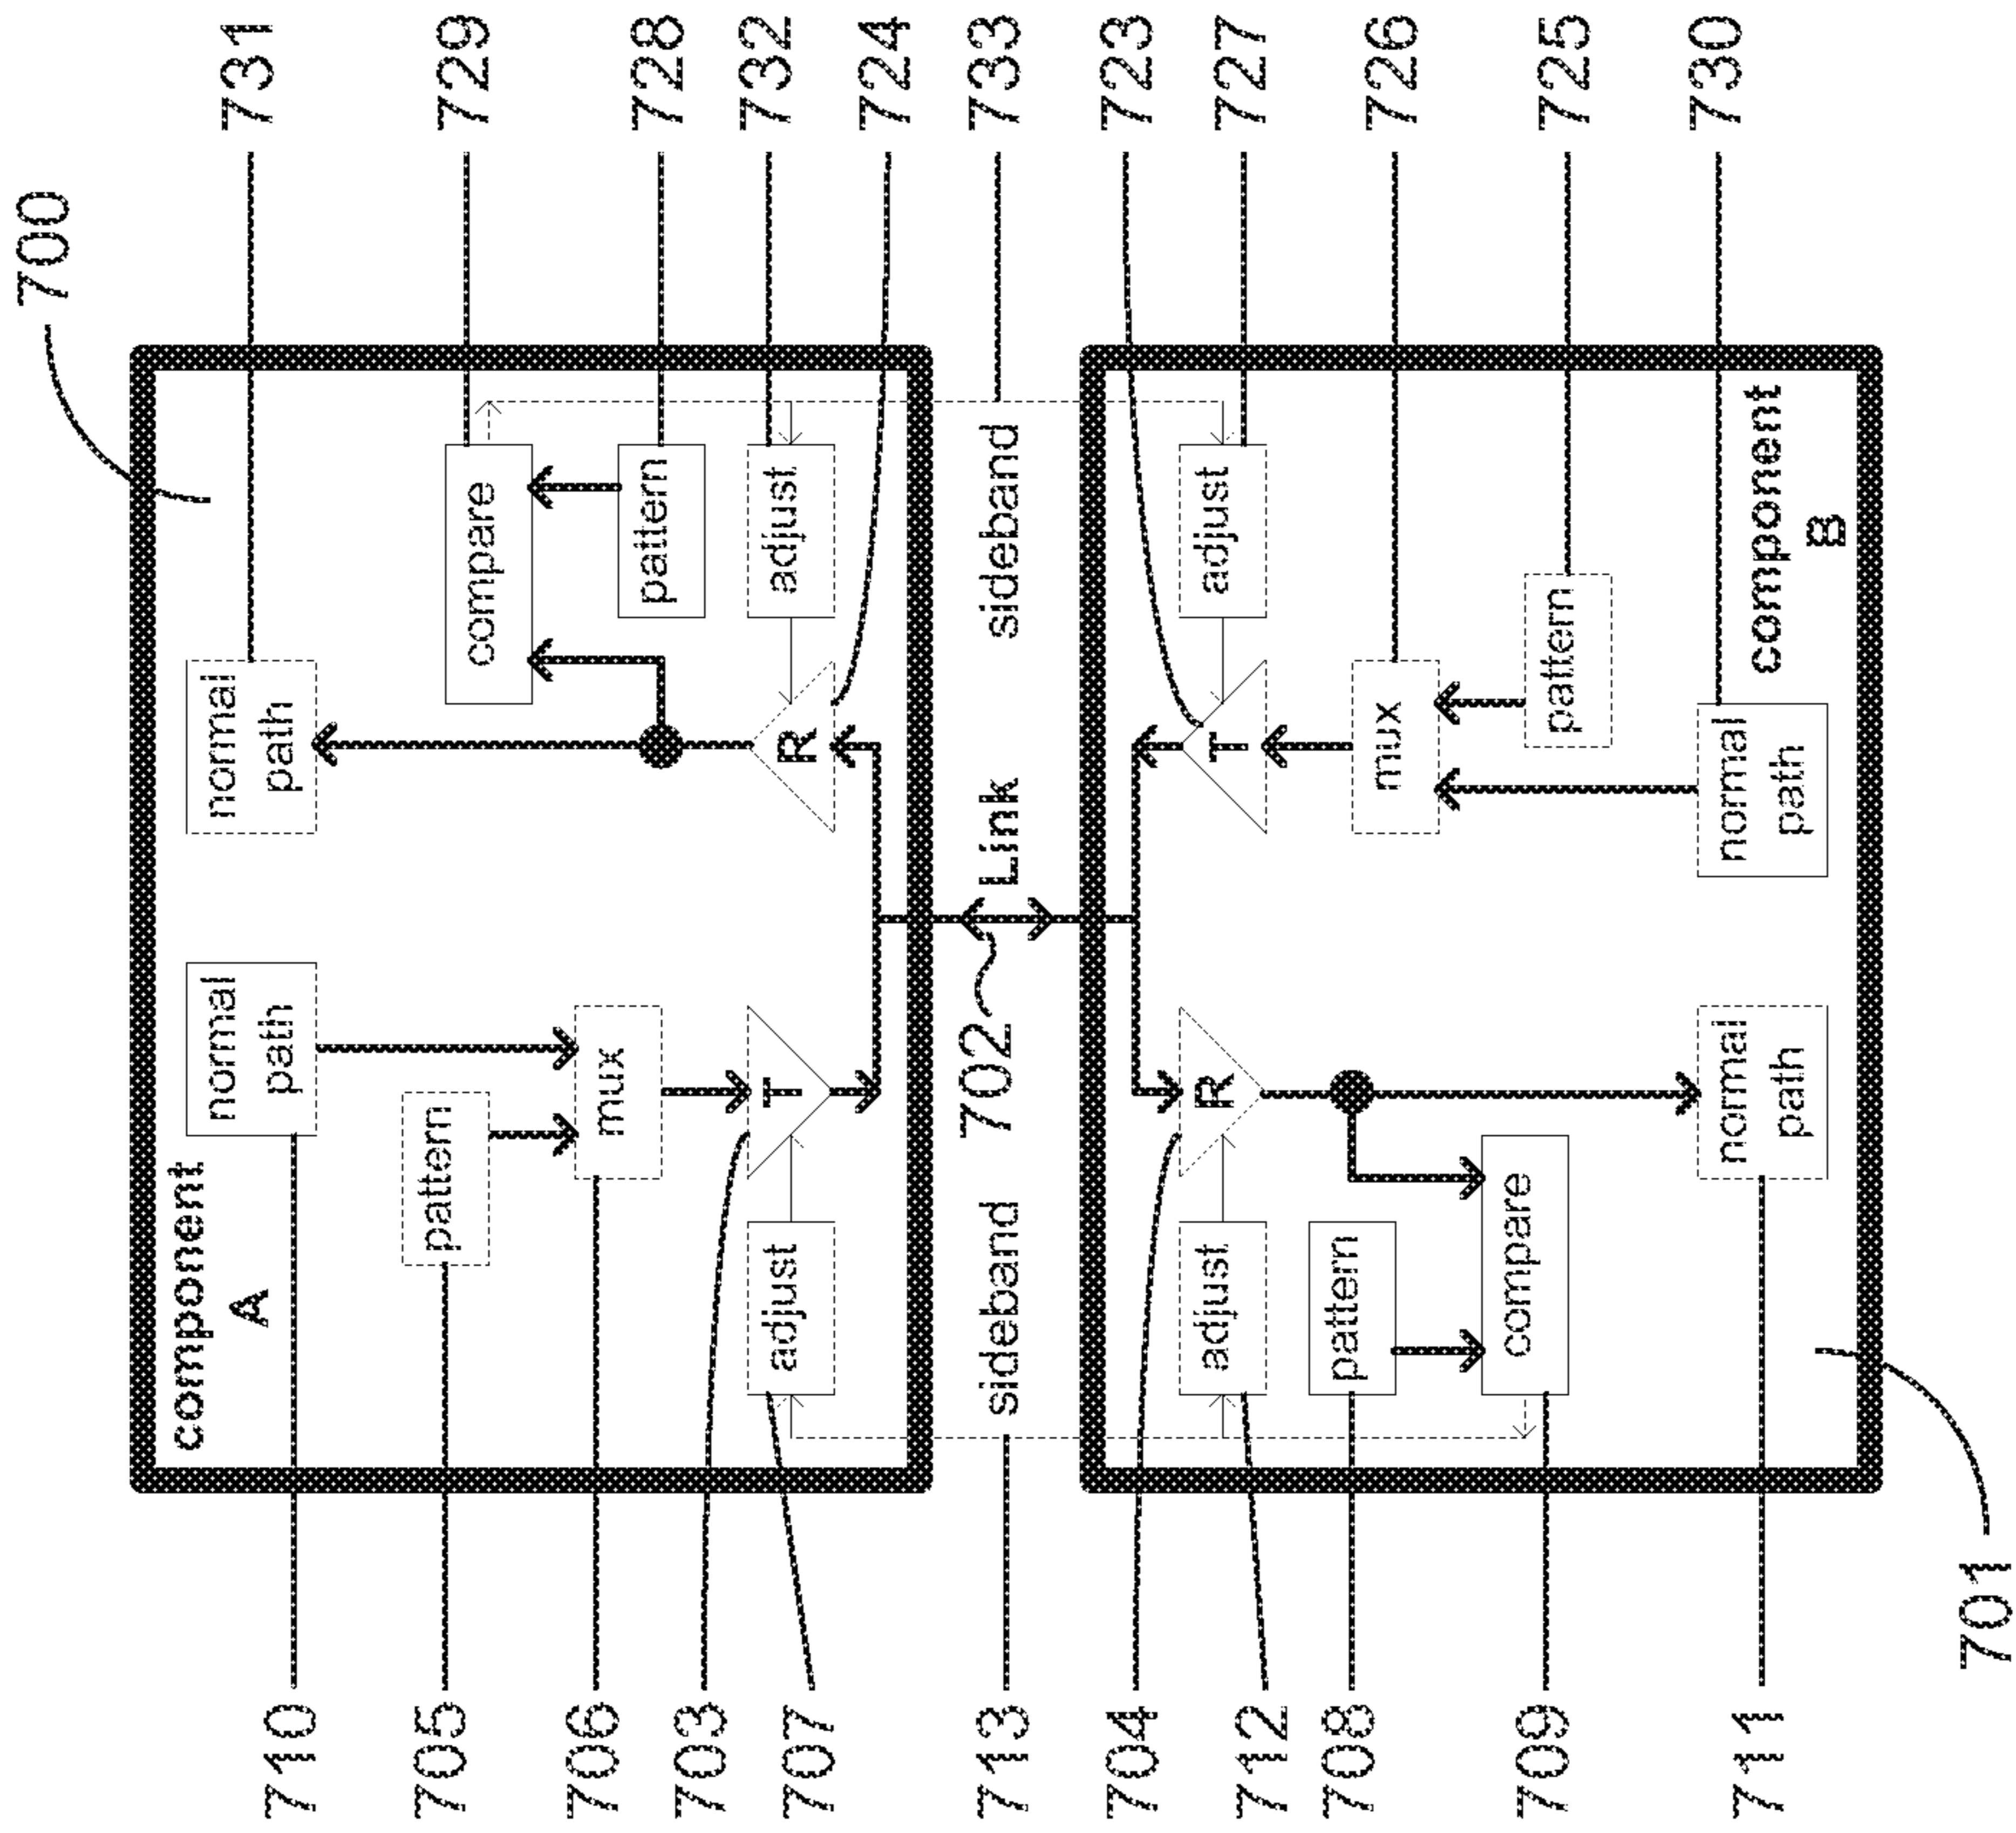 700
731
729
728
732
724
733
723
727
726
725
730
component
A
normal
path
pattern
mux
T
adjust
normal
path
compare
pattern
adjust
R
sideband
702
Link
sideband
R
adjust
pattern
compare
normal
path
T
adjust
mux
pattern
normal
path
component
B
710
705
706
703
707
713
704
712
708
709
711
701